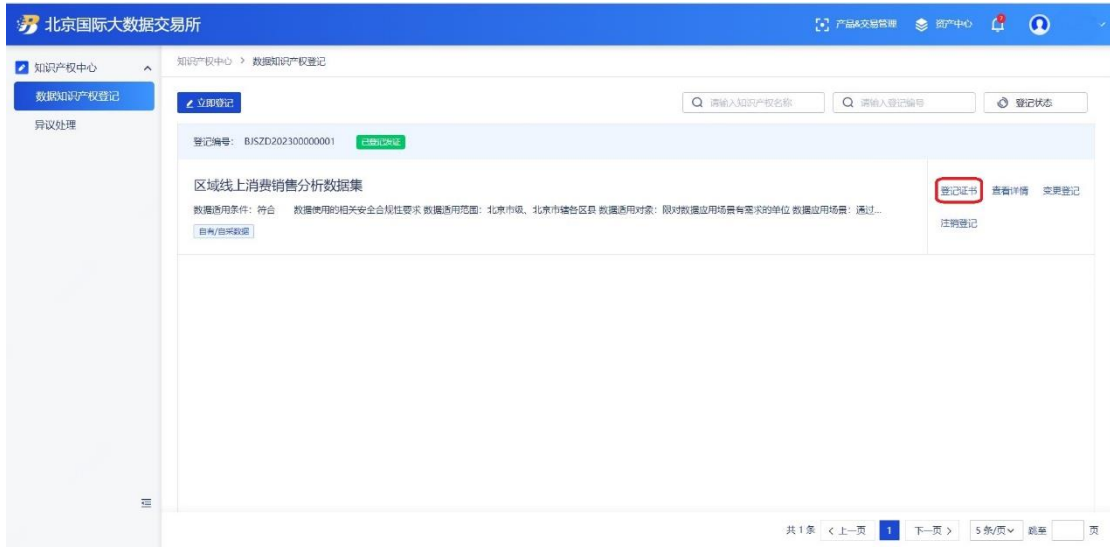 北京国际大数据交易所
产品&交易管理 资产中心
知识产权中心
数据知识产权登记
异议处理
知识产权中心 > 数据知识产权登记
立即登记 请输入知识产权名称 请输入登记编号 登记状态
登记编号: BJSZD202300000001 已登记发证
区域线上消费销售分析数据集
数据适用条件: 符合 数据使用的相关安全合规性要求 数据适用范围: 北京市级、北京市辖各区县 数据适用对象: 限对数据应用场景有需求的单位 数据应用场景: 通过...
自有/自采数据
登记证书 查看详情 变更登记
注销登记
共 1 条 < 上一页 1 下一页 > 5 条/页 跳至 页